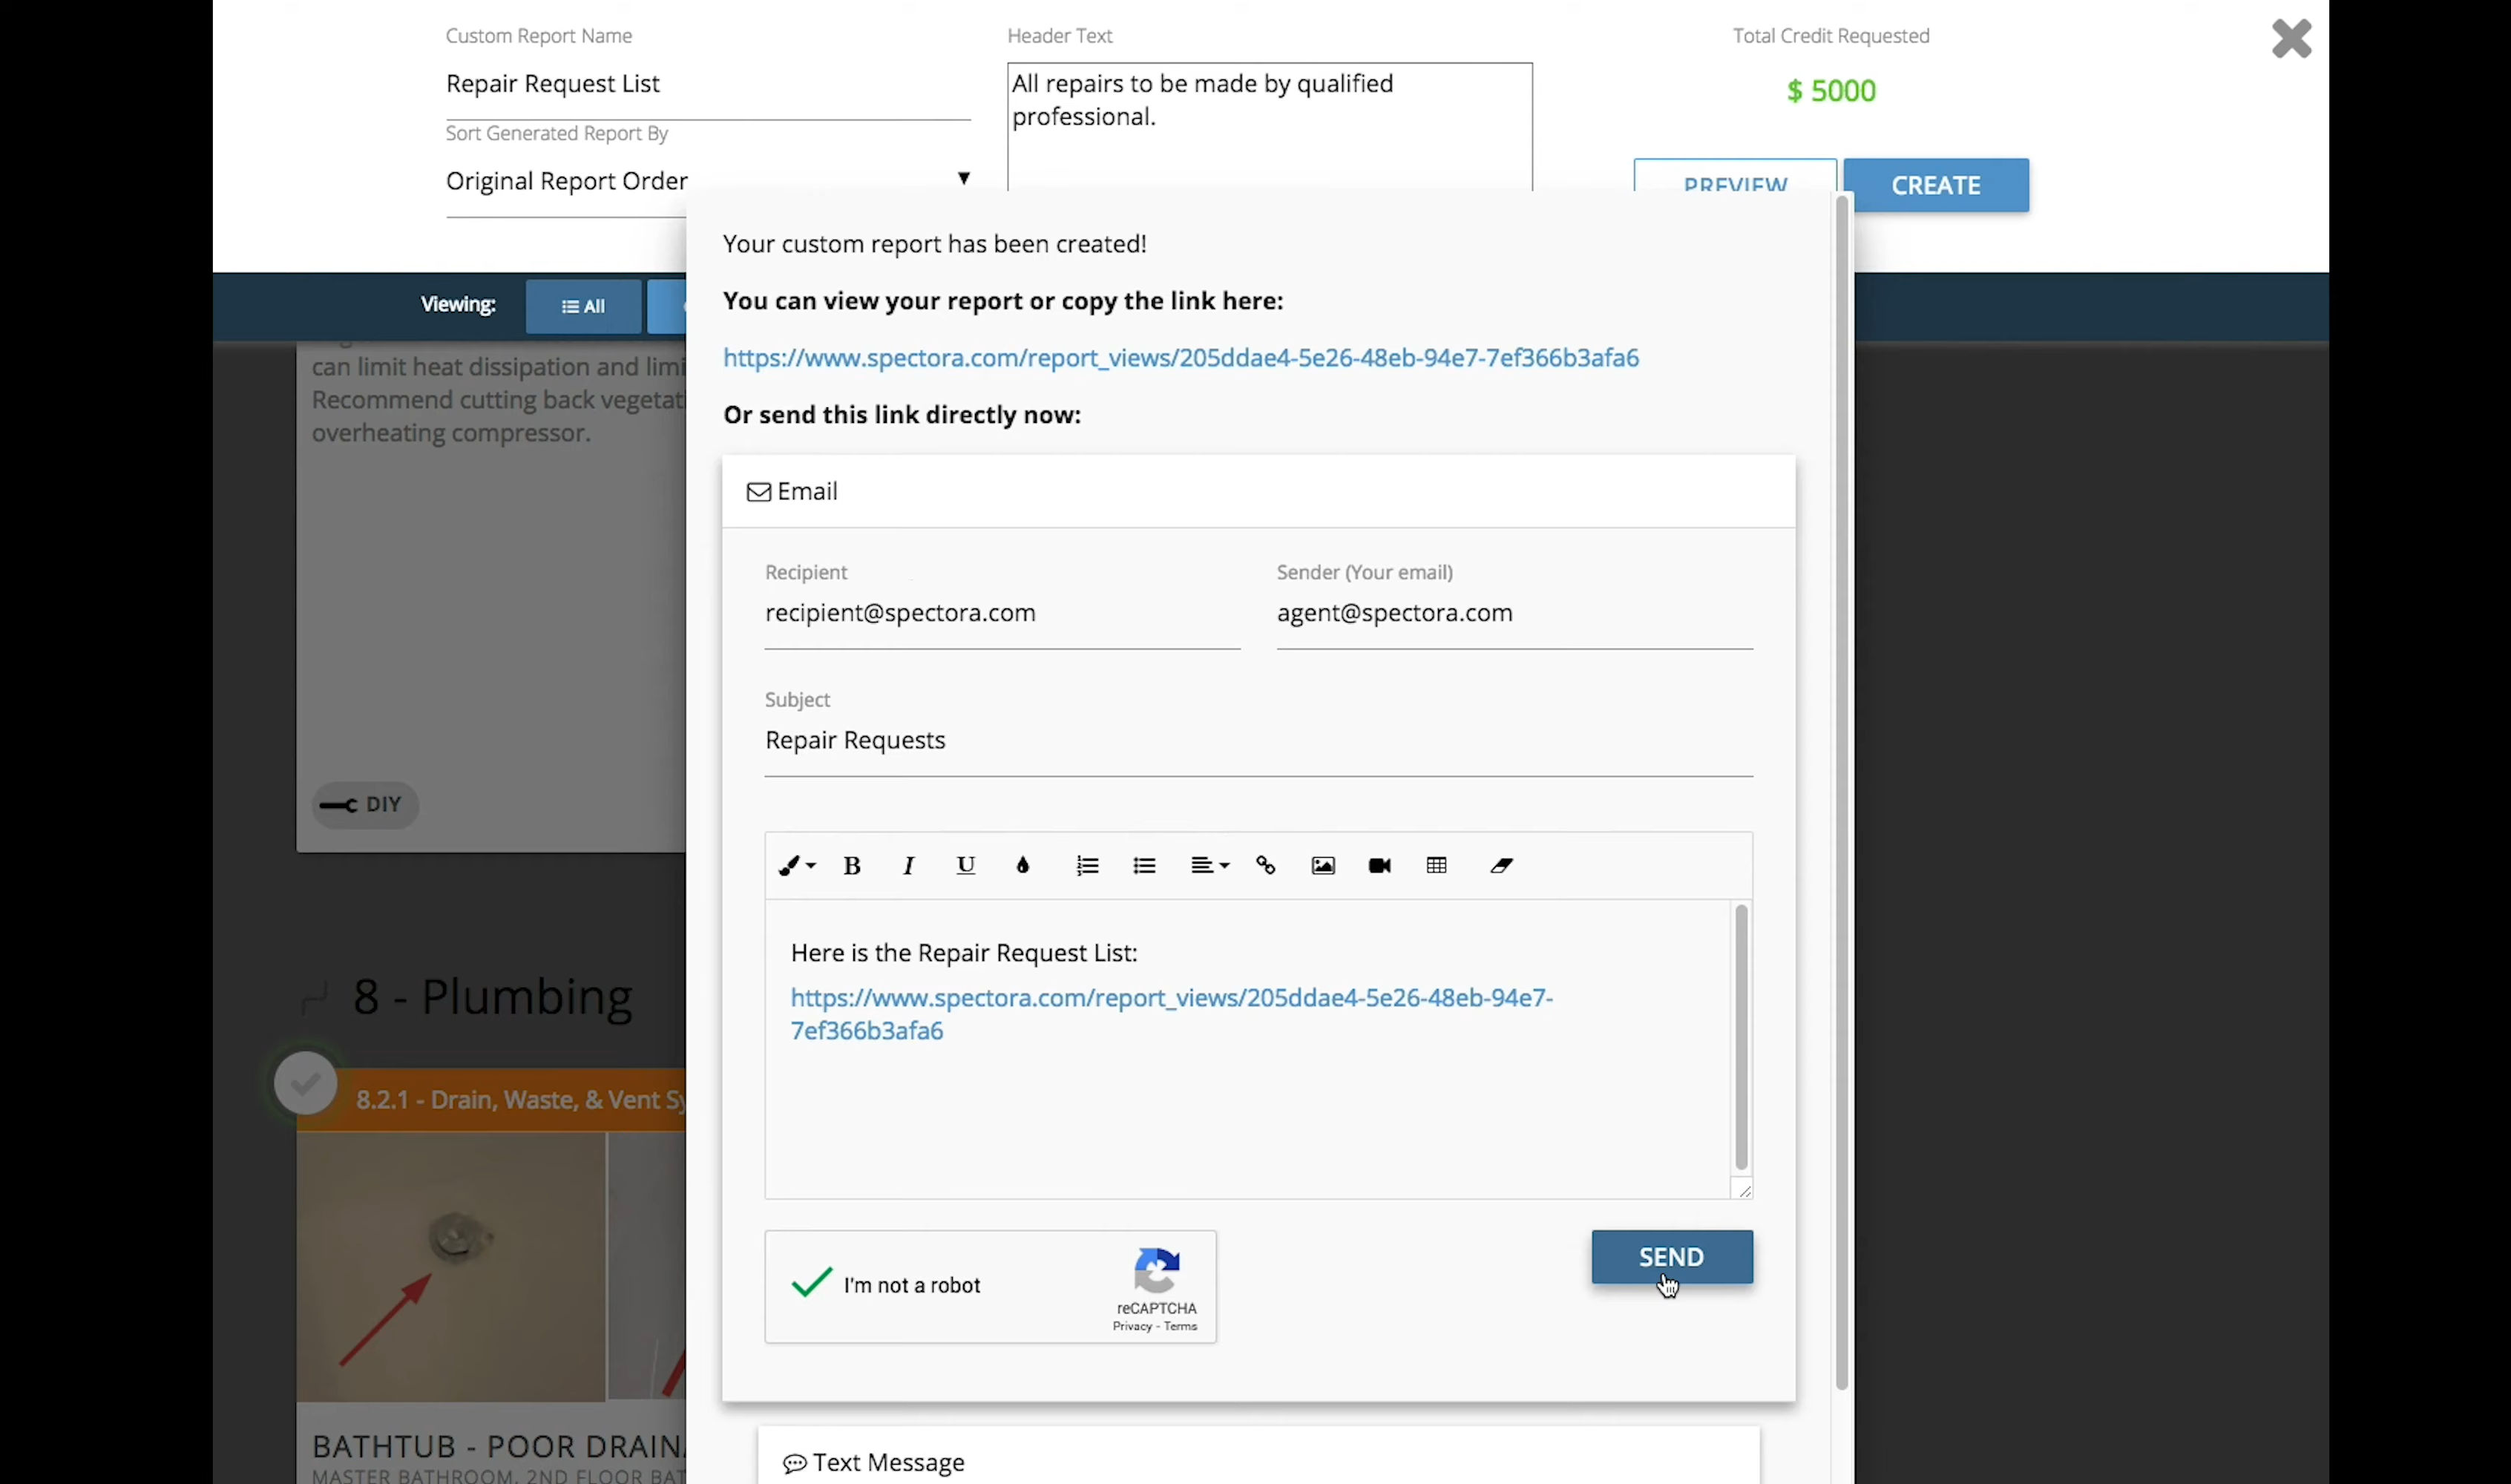 Custom Report Name
Header Text
Total Credit Requested
Repair Request List
All repairs to be made by qualified
professional.
$ 5000
Sort Generated Report By
Original Report Order
PREVIEW
CREATE
Viewing:
All
Your custom report has been created!
You can view your report or copy the link here:
https://www.spectora.com/report_views/205ddae4-5e26-48eb-94e7-7ef366b3afa6
Or send this link directly now:
can limit heat dissipation and
Recommend cutting back
overheating compressor.
DIY
Email
Recipient
Sender (Your email)
recipient@spectora.com
agent@spectora.com
Subject
Repair Requests
B I U
Here is the Repair Request List:
https://www.spectora.com/report_views/205ddae4-5e26-48eb-94e7-
7ef366b3afa6
I'm not a robot
reCAPTCHA
Privacy - Terms
SEND
8 - Plumbing
8.2.1 - Drain, Waste, & Vent
BATHTUB - POOR
MASTER BATHROOM, 2ND FLOOR
Text Message